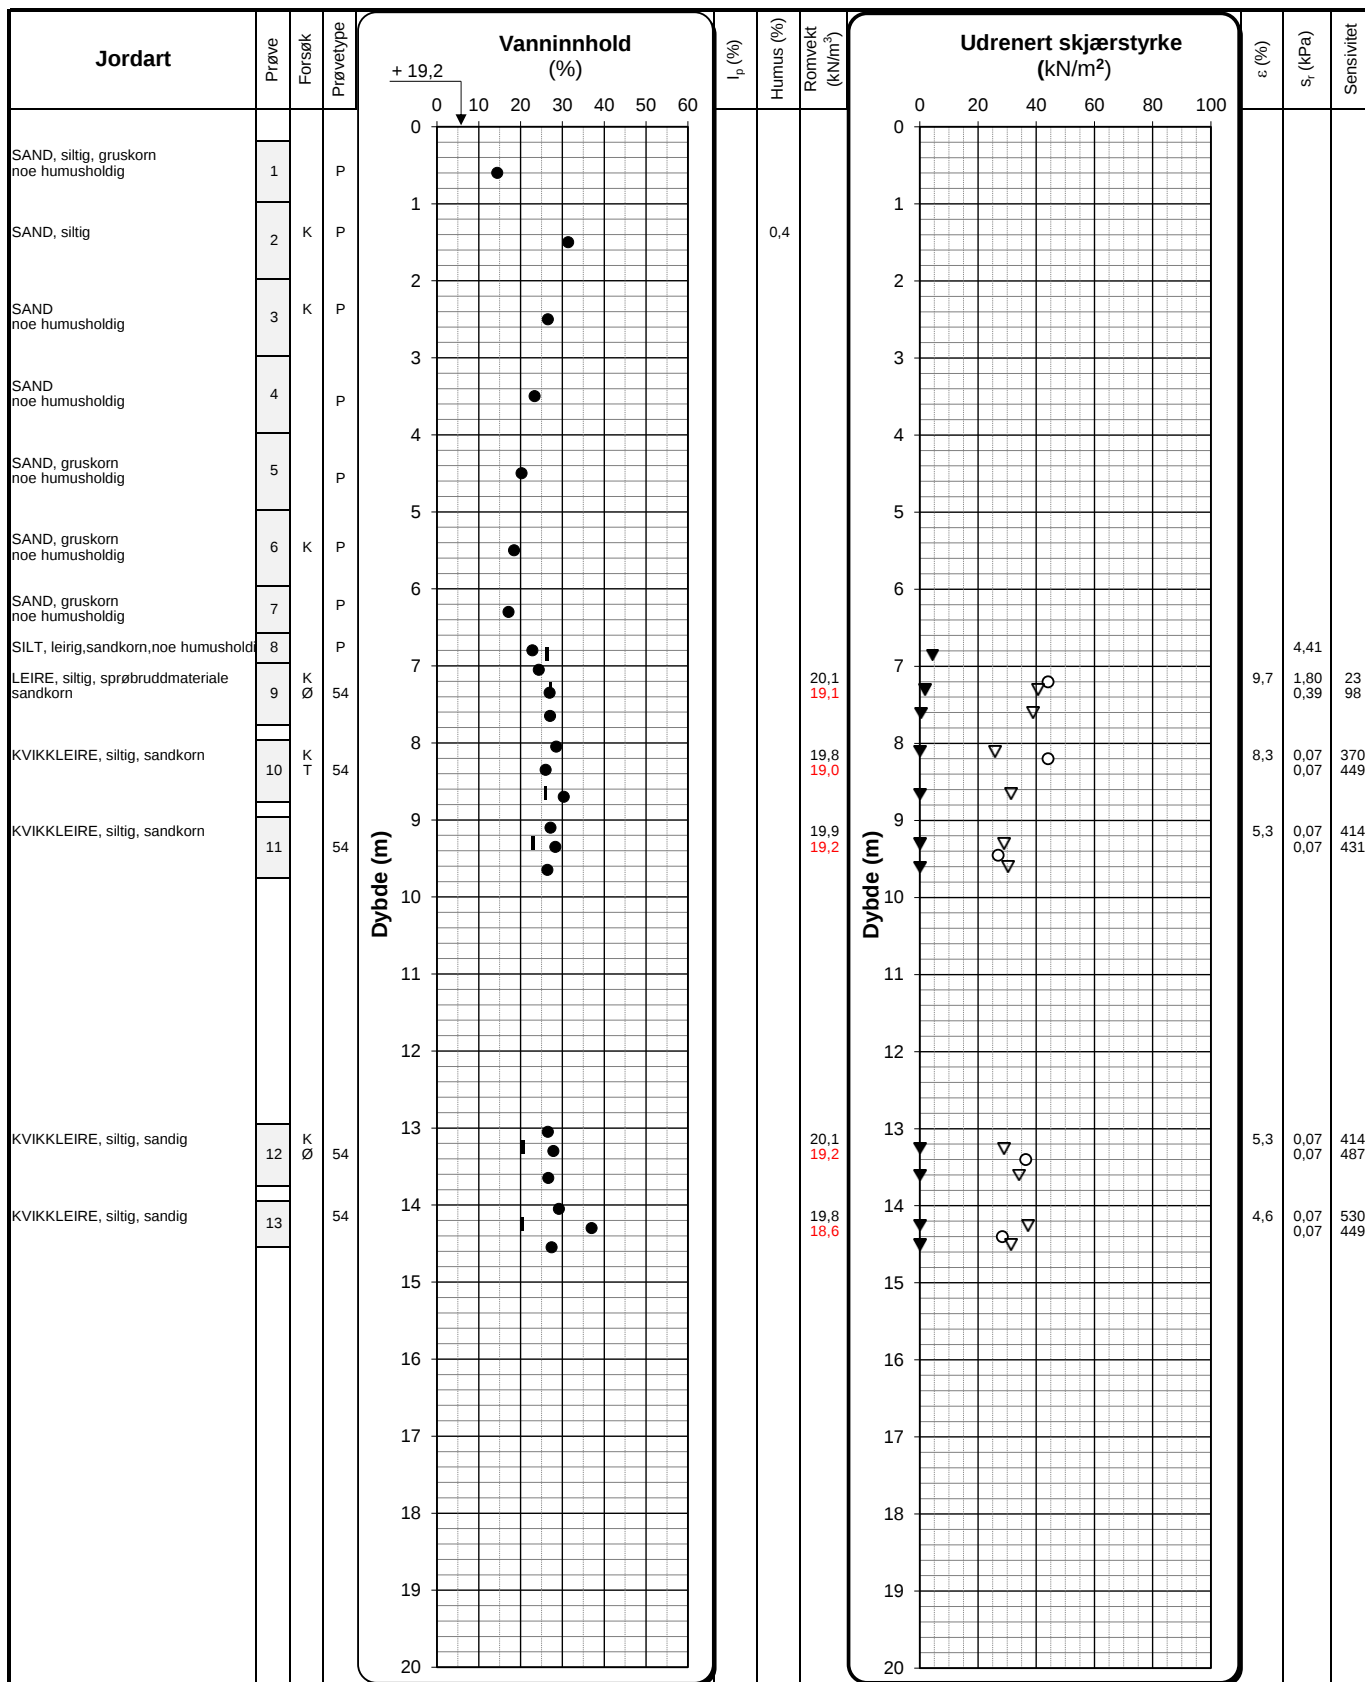 Jordart
Prøve
Forsøk
Prøvetype
Vanninnhold
(%)
+ 19,2
0 10 20 30 40 50 60
I_p (%)
Humus (%)
Romvekt
(kN/m³)
Udrenert skjærstyrke
(kN/m²)
0 20 40 60 80 100
ε (%)
s_r (kPa)
Sensivitet
SAND, siltig, gruskorn
noe humusholdig
1 P
SAND, siltig
2 K P 0,4
SAND
noe humusholdig
3 K P
SAND
noe humusholdig
4 P
SAND, gruskorn
noe humusholdig
5 P
SAND, gruskorn
noe humusholdig
6 K P
SAND, gruskorn
noe humusholdig
7 P
SILT, leirig,sandkorn,noe humusholdi 8 P 4,41
LEIRE, siltig, sprøbruddmateriale K 20,1 9,7 1,80 23
sandkorn 9 Ø 54 19,1 0,39 98
KVIKKLEIRE, siltig, sandkorn K 19,8 8,3 0,07 370
10 T 54 19,0 0,07 449
KVIKKLEIRE, siltig, sandkorn 19,9 5,3 0,07 414
11 54 19,2 0,07 431
KVIKKLEIRE, siltig, sandig K 20,1 5,3 0,07 414
12 Ø 54 19,2 0,07 487
KVIKKLEIRE, siltig, sandig 54 19,8 4,6 0,07 530
13 18,6 0,07 449
Dybde (m)
0
1
2
3
4
5
6
7
8
9
10
11
12
13
14
15
16
17
18
19
20
Dybde (m)
0
1
2
3
4
5
6
7
8
9
10
11
12
13
14
15
16
17
18
19
20